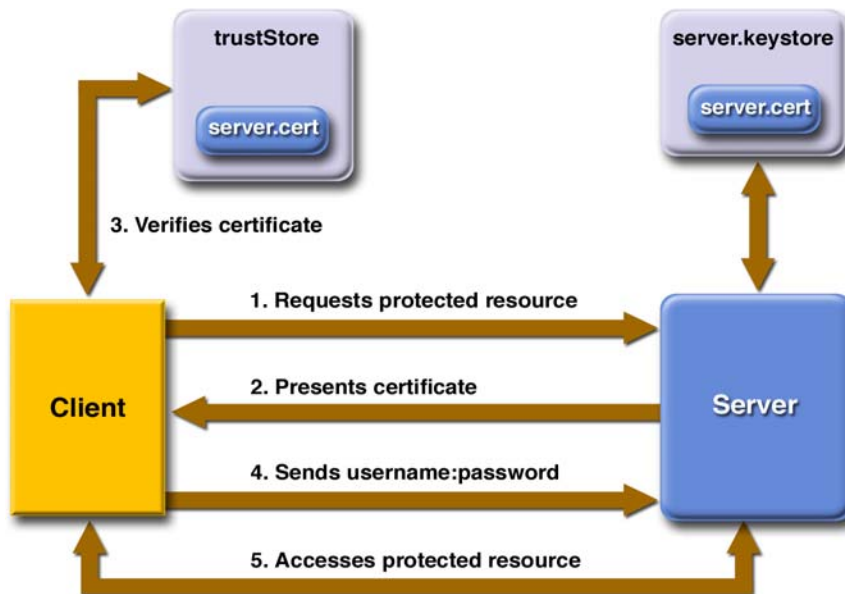 trustStore
server.cert
server.keystore
server.cert
3. Verifies certificate
1. Requests protected resource
2. Presents certificate
Client
Server
4. Sends username:password
5. Accesses protected resource